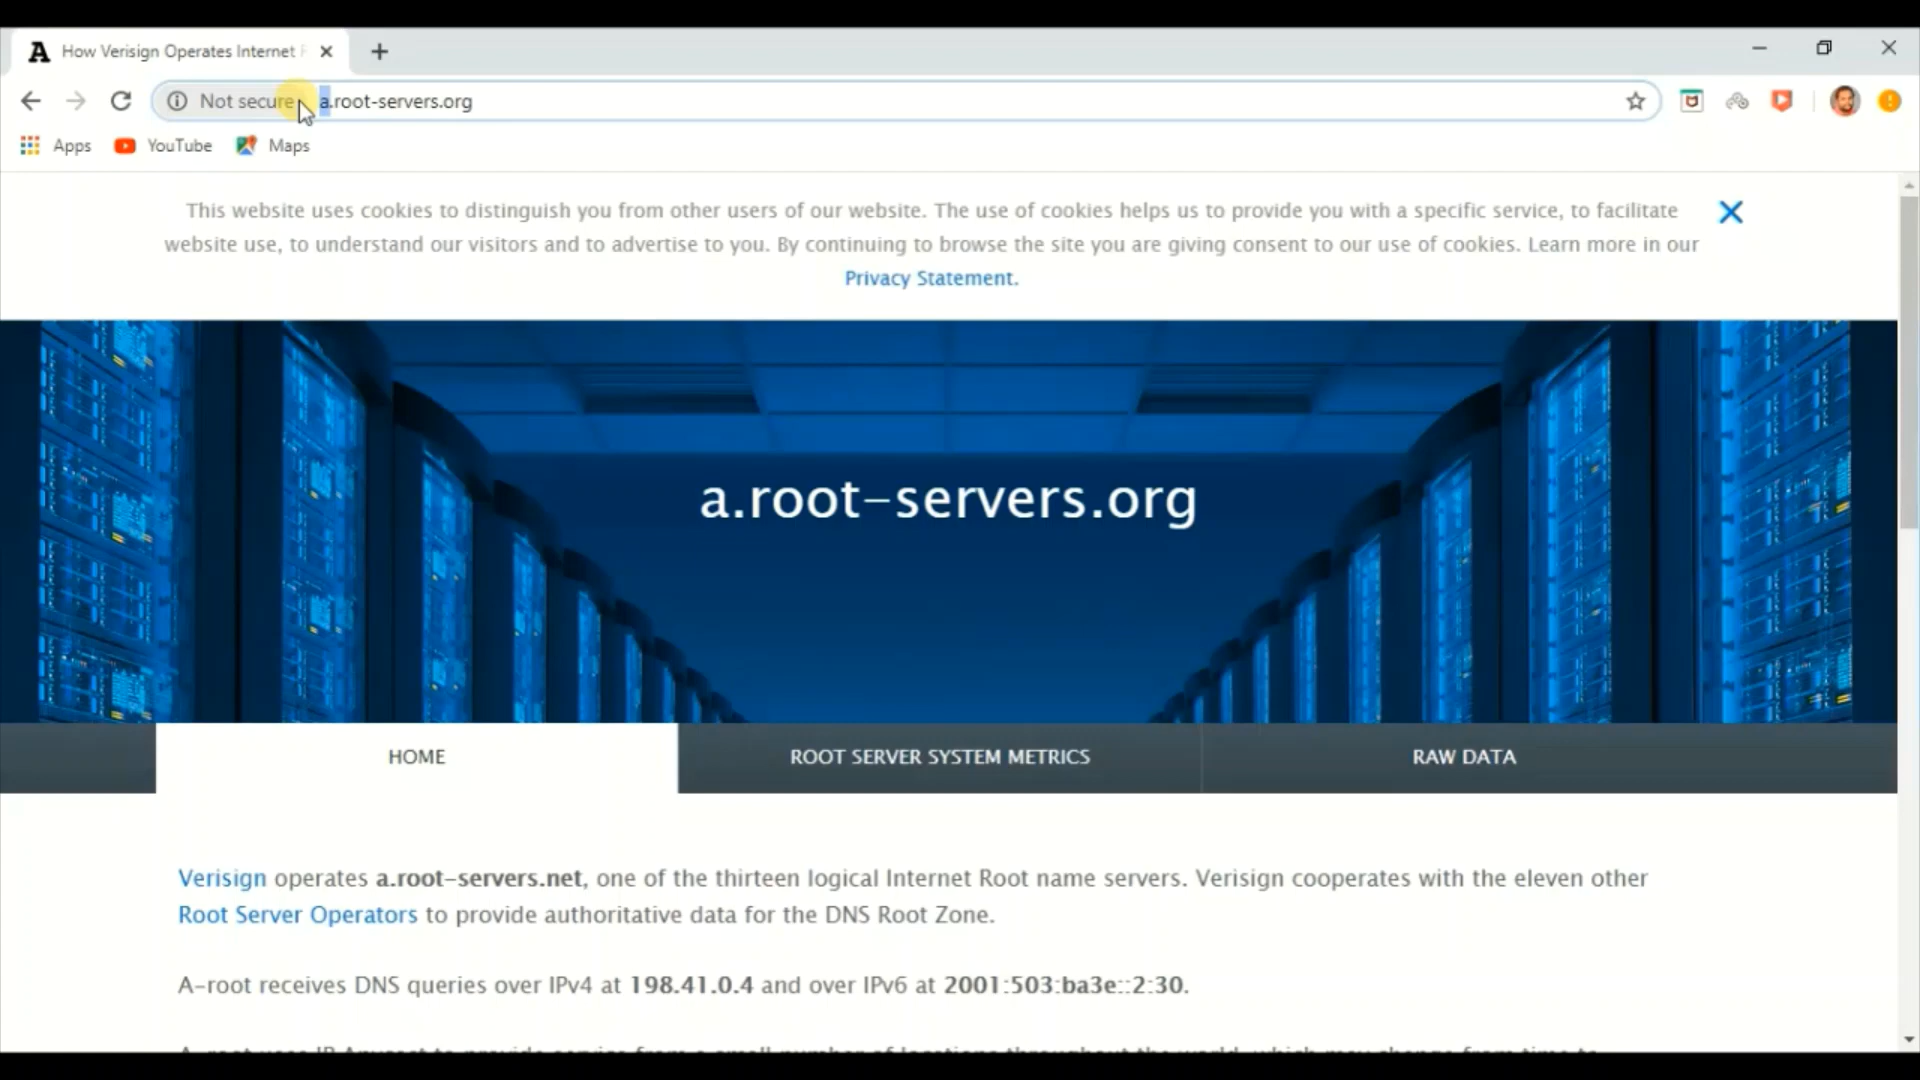 A How Verisign Operates Internet
Not secure a.root-servers.org
Apps YouTube Maps
This website uses cookies to distinguish you from other users of our website. The use of cookies helps us to provide you with a specific service, to facilitate
website use, to understand our visitors and to advertise to you. By continuing to browse the site you are giving consent to our use of cookies. Learn more in our
Privacy Statement.
a.root-servers.org
HOME ROOT SERVER SYSTEM METRICS RAW DATA
Verisign operates a.root-servers.net, one of the thirteen logical Internet Root name servers. Verisign cooperates with the eleven other
Root Server Operators to provide authoritative data for the DNS Root Zone.
A-root receives DNS queries over IPv4 at 198.41.0.4 and over IPv6 at 2001:503:ba3e::2:30.